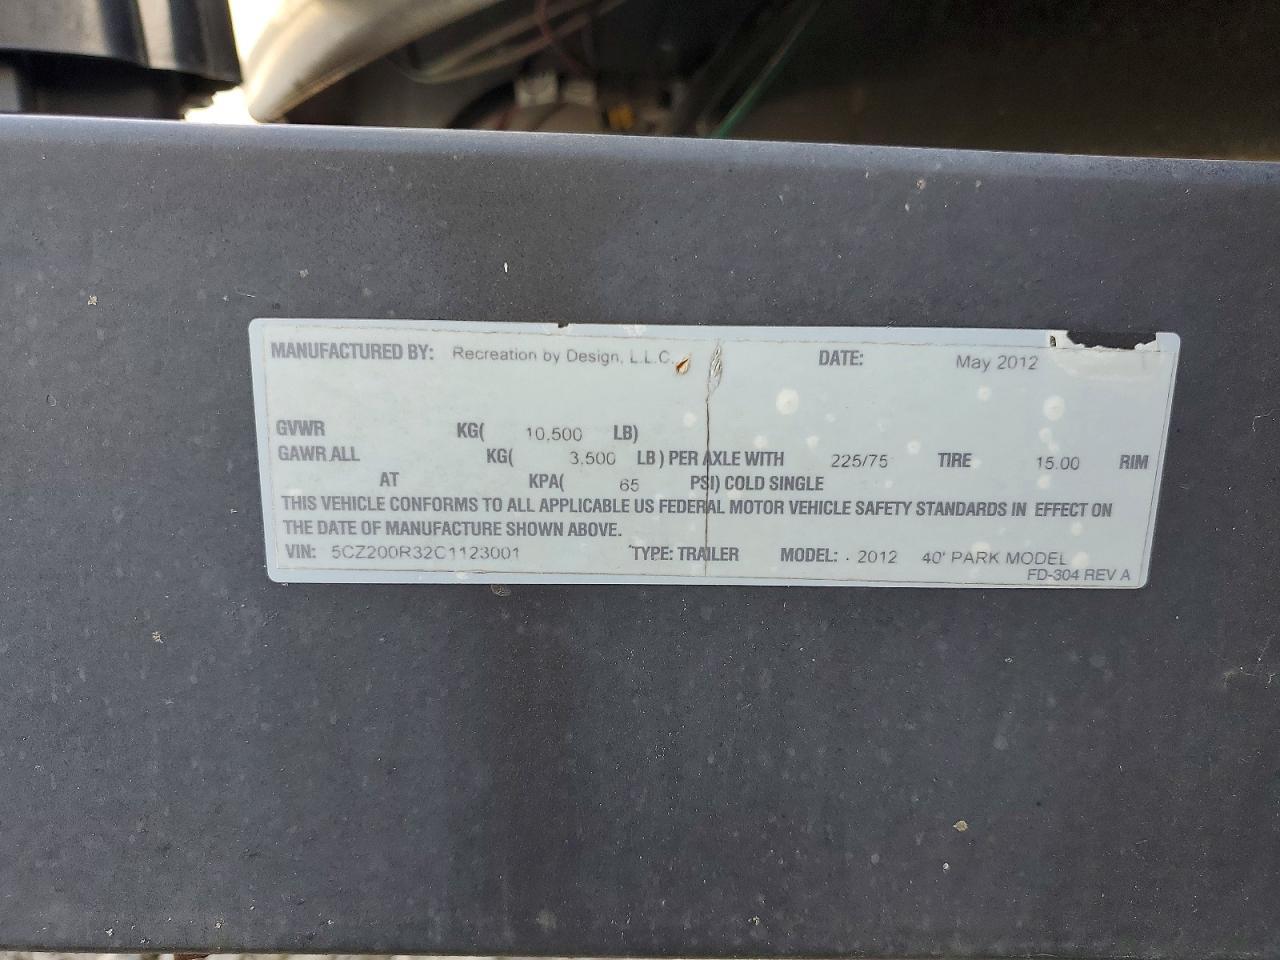 MANUFACTURED BY: Recreation by Design, L.L.C. DATE: May 2012
GVWR KG( 10,500 LB)
GAWR ALL KG( 3,500 LB ) PER AXLE WITH 225/75 TIRE 15.00 RIM
AT KPA( 65 PSI) COLD SINGLE
THIS VEHICLE CONFORMS TO ALL APPLICABLE US FEDERAL MOTOR VEHICLE SAFETY STANDARDS IN EFFECT ON
THE DATE OF MANUFACTURE SHOWN ABOVE.
VIN: 5CZ200R32C1123001 TYPE: TRAILER MODEL: 2012 40' PARK MODEL
FD-304 REV A